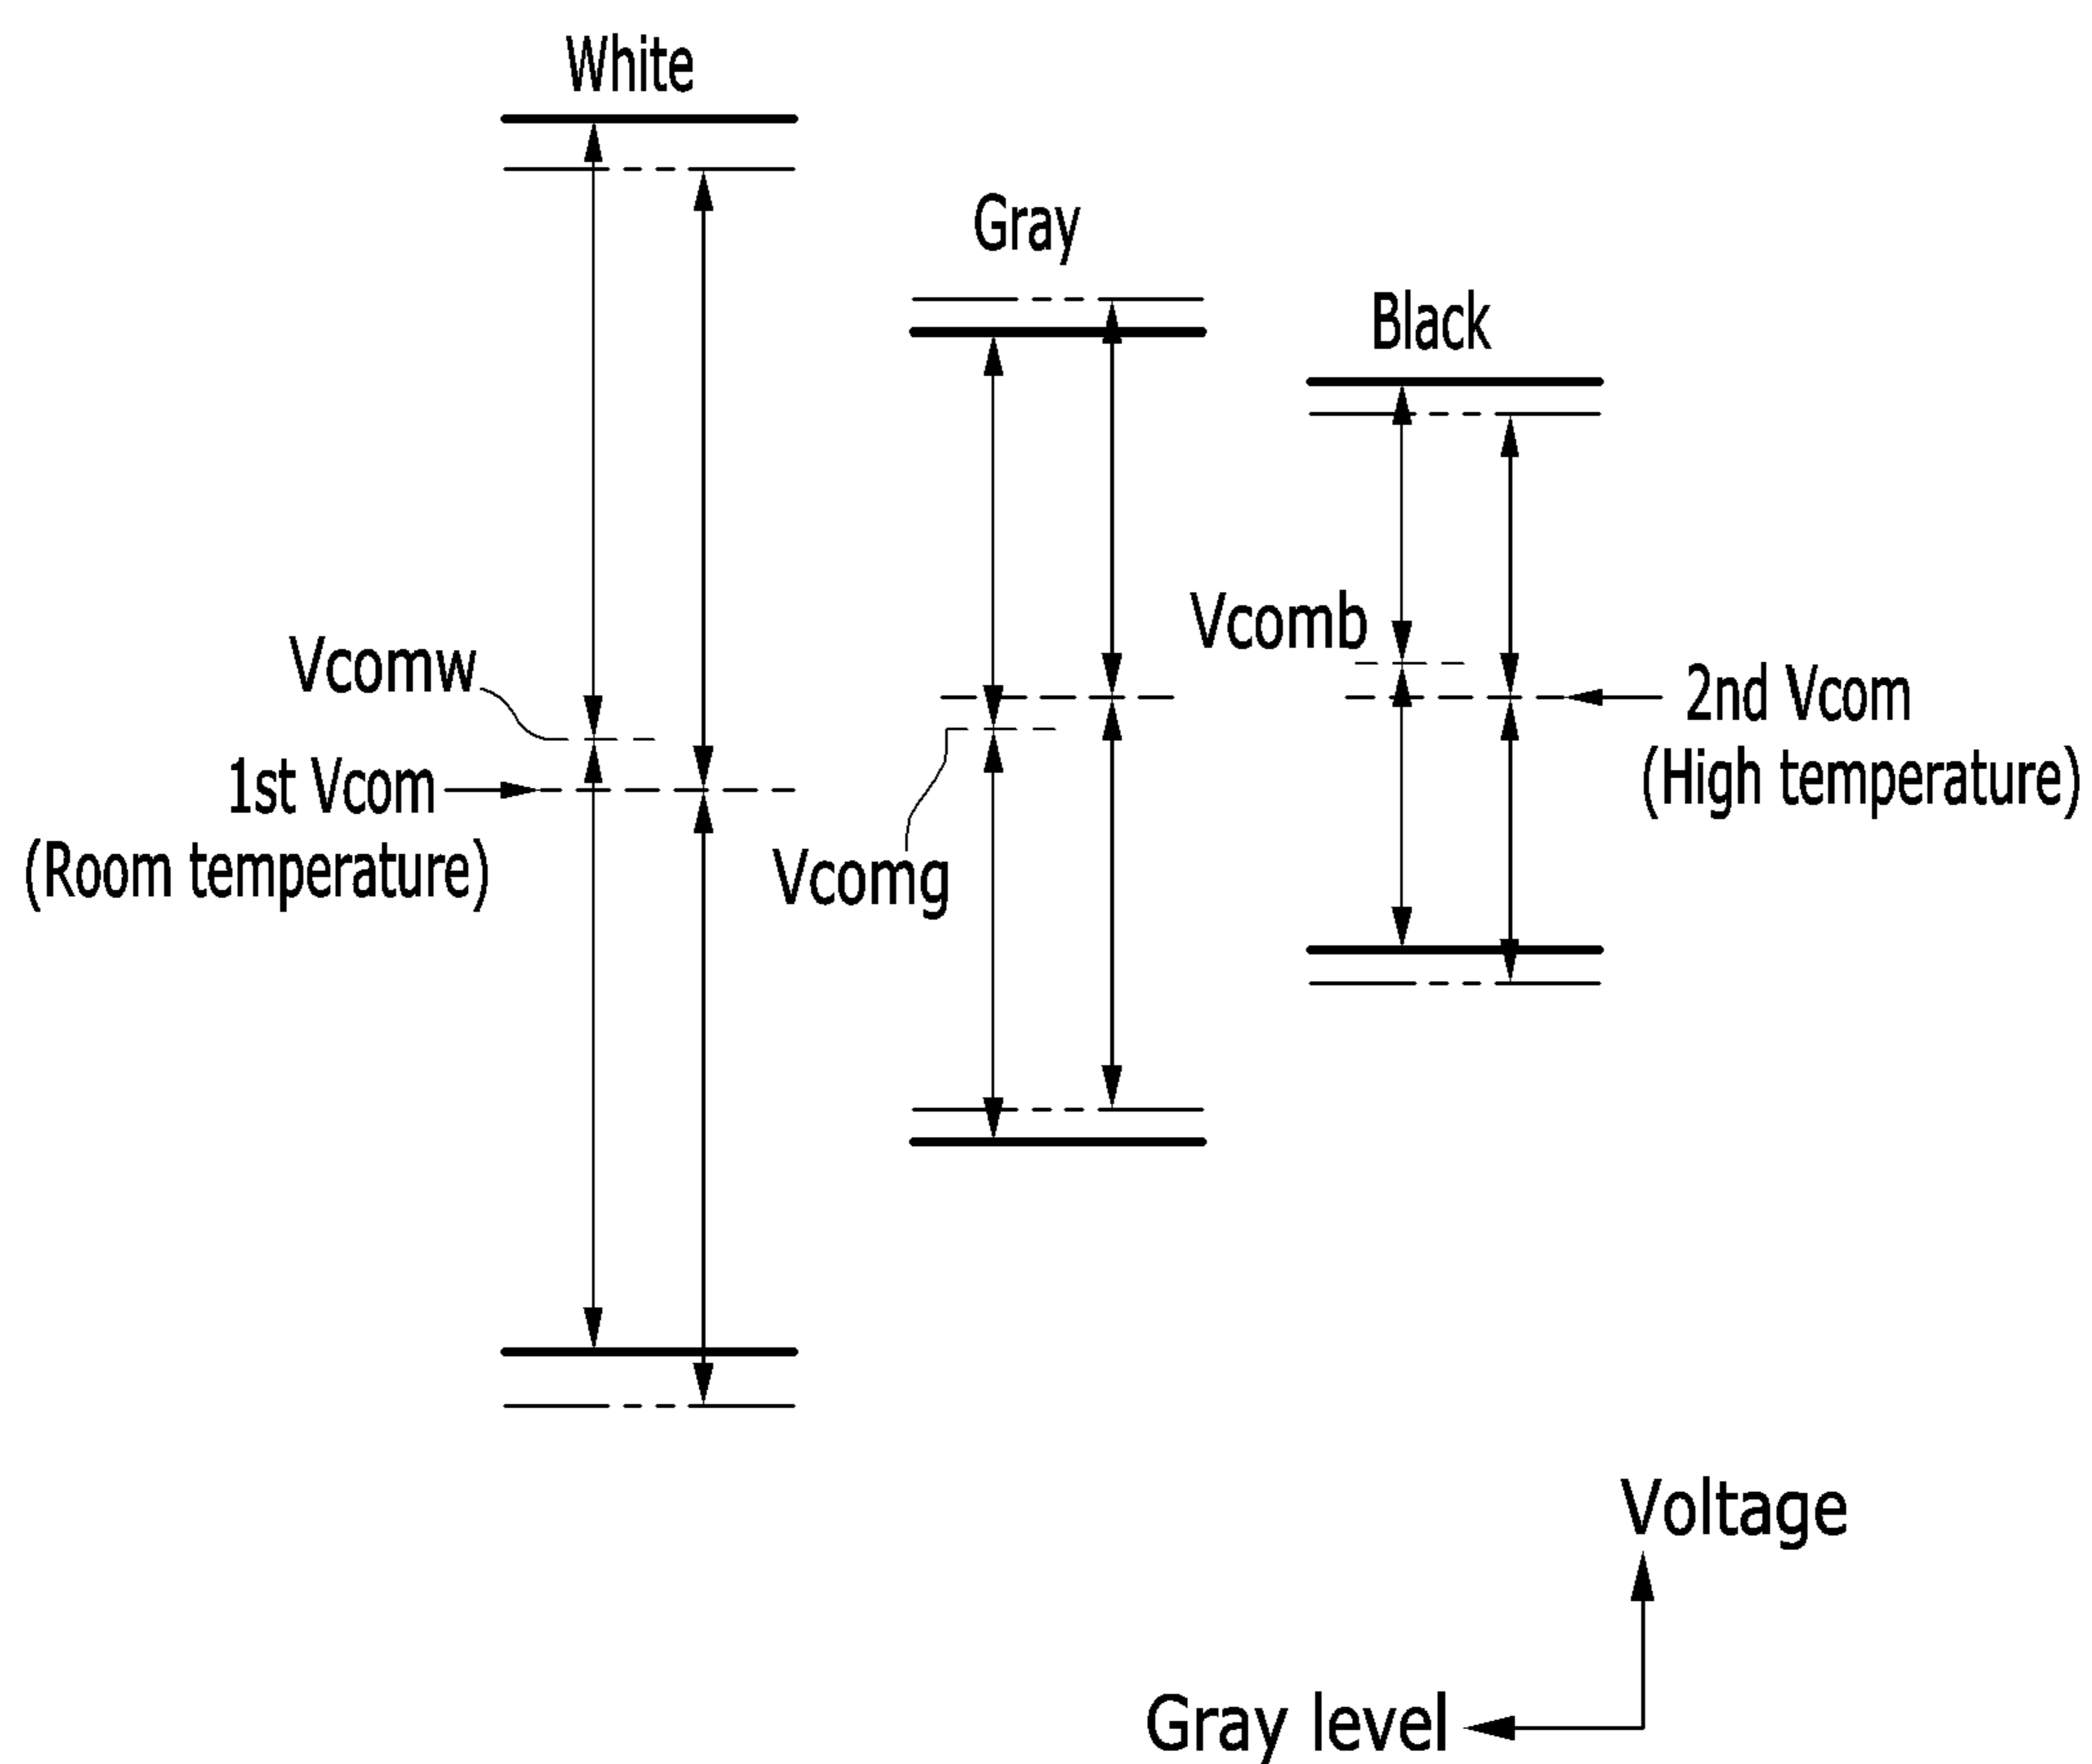 White
Gray
Black
Vcomb
Vcomw
2nd Vcom
(High temperature)
1st Vcom
(Room temperature)
Vcomg
Voltage
Gray level